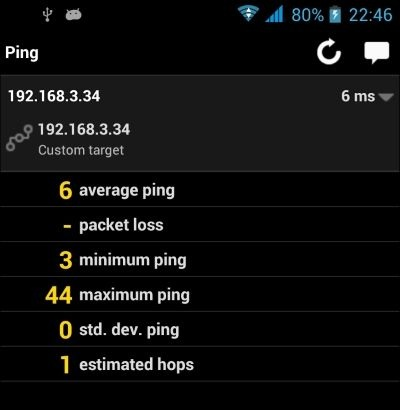 80% 22:46
Ping
192.168.3.34 6 ms
192.168.3.34
Custom target
6 average ping
- packet loss
3 minimum ping
44 maximum ping
0 std. dev. ping
1 estimated hops